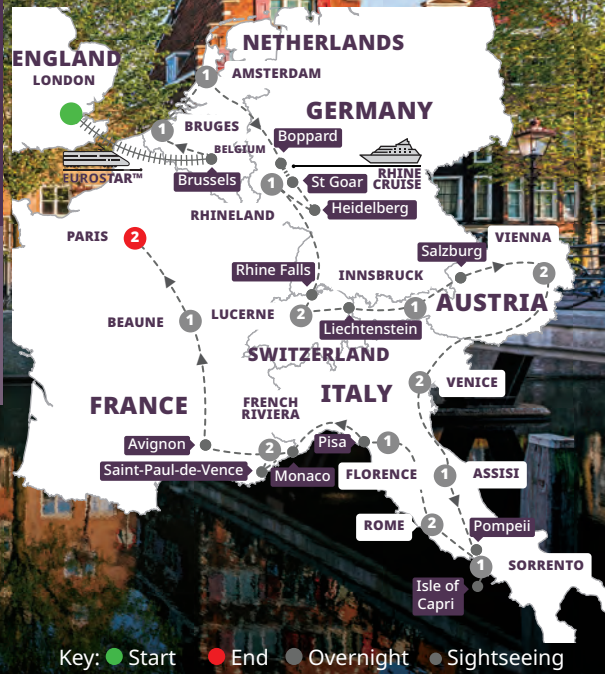 NETHERLANDS
ENGLAND
LONDON
1
AMSTERDAM
GERMANY
1
BRUGES
BELGIUM
Boppard
EUROSTAR™
Brussels
1
St Goar
RHINE
CRUISE
RHINELAND
Heidelberg
PARIS
2
Salzburg
VIENNA
Rhine Falls
INNSBRUCK
2
BEAUNE
1
LUCERNE
2
1
AUSTRIA
Liechtenstein
SWITZERLAND
2
VENICE
ITALY
FRANCE
FRENCH
RIVIERA
Avignon
2
Pisa
1
Saint-Paul-de-Vence
Monaco
FLORENCE
1
ASSISI
ROME
2
Pompeii
1
SORRENTO
Isle of
Capri
Key: Start End Overnight Sightseeing